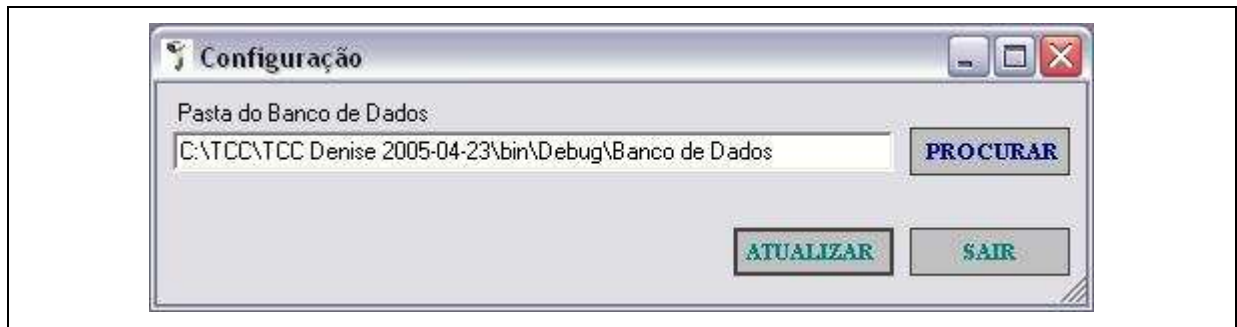 Configuração
Pasta do Banco de Dados
C:\TCC\TCC Denise 2005-04-23\bin\Debug\Banco de Dados
PROCURAR
ATUALIZAR SAIR